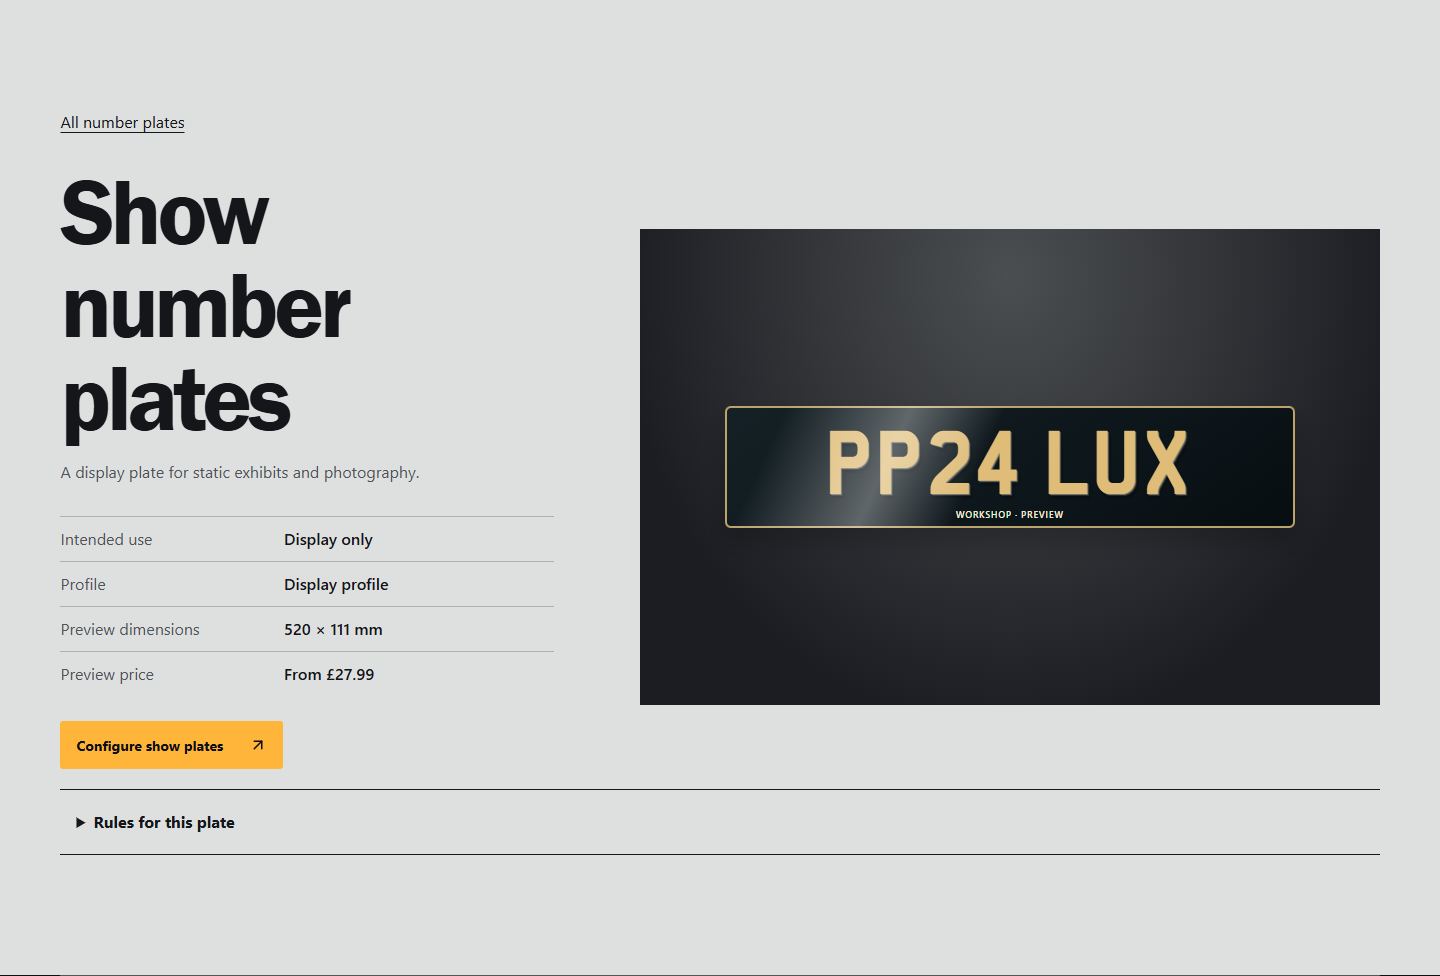 All number plates
Show
number
plates
A display plate for static exhibits and photography.
Intended use Display only
Profile Display profile
Preview dimensions 520 × 111 mm
Preview price From £27.99
Configure show plates
PP24 LUX
WORKSHOP - PREVIEW
Rules for this plate